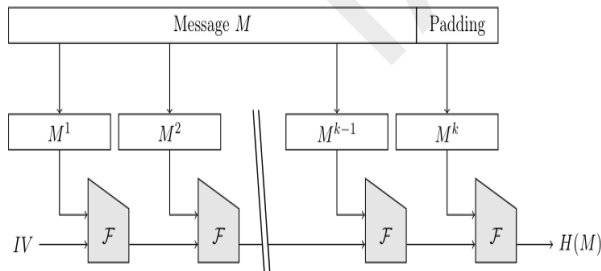 Message M Padding
M¹ M² Mᵏ⁻¹ Mᵏ
F F F F
IV H(M)